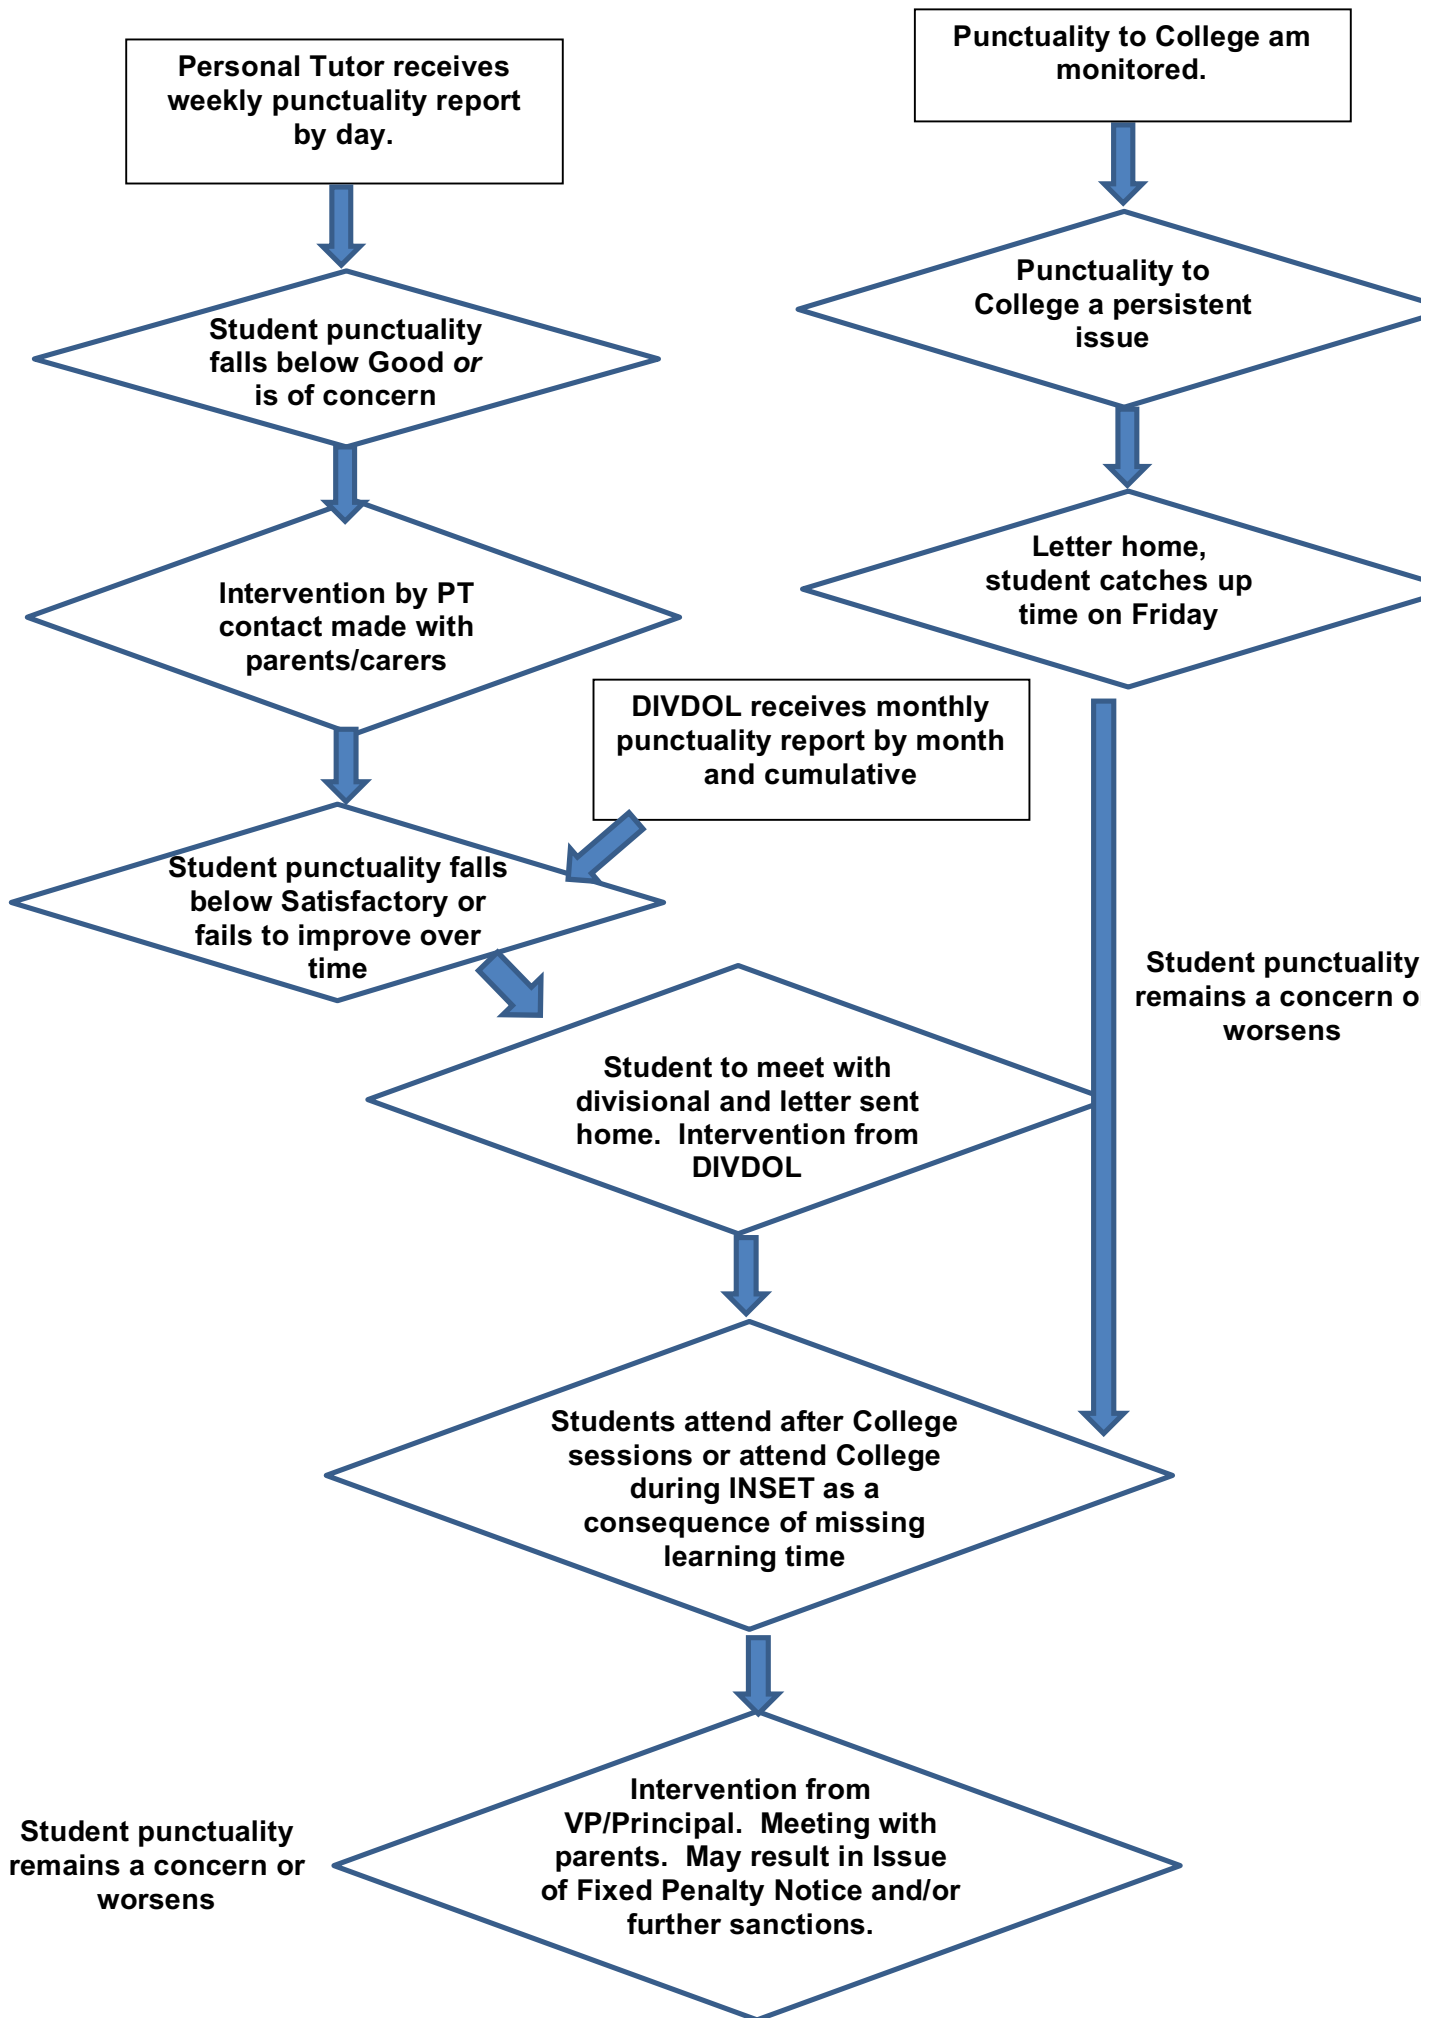 Personal Tutor receives
weekly punctuality report
by day.
Punctuality to College am
monitored.
Student punctuality
falls below Good or
is of concern
Punctuality to
College a persistent
issue
Intervention by PT
contact made with
parents/carers
Letter home,
student catches up
time on Friday
DIVDOL receives monthly
punctuality report by month
and cumulative
Student punctuality falls
below Satisfactory or
fails to improve over
time
Student punctuality
remains a concern o
worsens
Student to meet with
divisional and letter sent
home. Intervention from
DIVDOL
Students attend after College
sessions or attend College
during INSET as a
consequence of missing
learning time
Student punctuality
remains a concern or
worsens
Intervention from
VP/Principal. Meeting with
parents. May result in Issue
of Fixed Penalty Notice and/or
further sanctions.